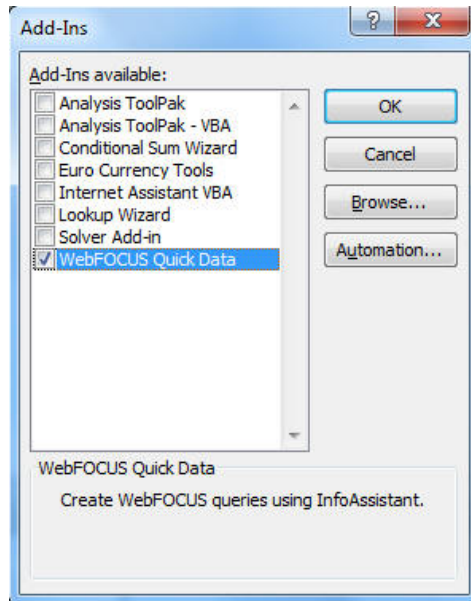 Add-Ins
Add-Ins available:
Analysis ToolPak
Analysis ToolPak - VBA
Conditional Sum Wizard
Euro Currency Tools
Internet Assistant VBA
Lookup Wizard
Solver Add-in
WebFOCUS Quick Data
OK
Cancel
Browse...
Automation...
WebFOCUS Quick Data
Create WebFOCUS queries using InfoAssistant.